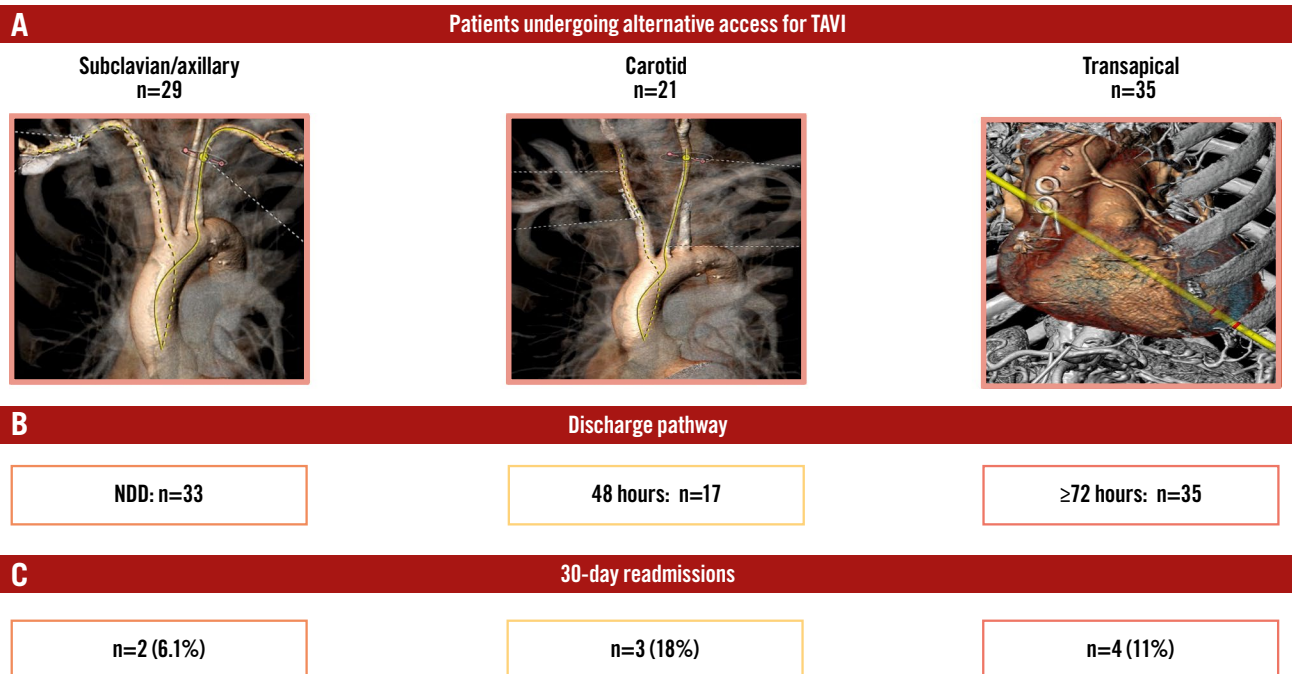 A
Patients undergoing alternative access for TAVI
Subclavian/axillary
n=29
Carotid
n=21
Transapical
n=35
B
Discharge pathway
NDD: n=33
48 hours: n=17
≥72 hours: n=35
C
30-day readmissions
n=2 (6.1%)
n=3 (18%)
n=4 (11%)